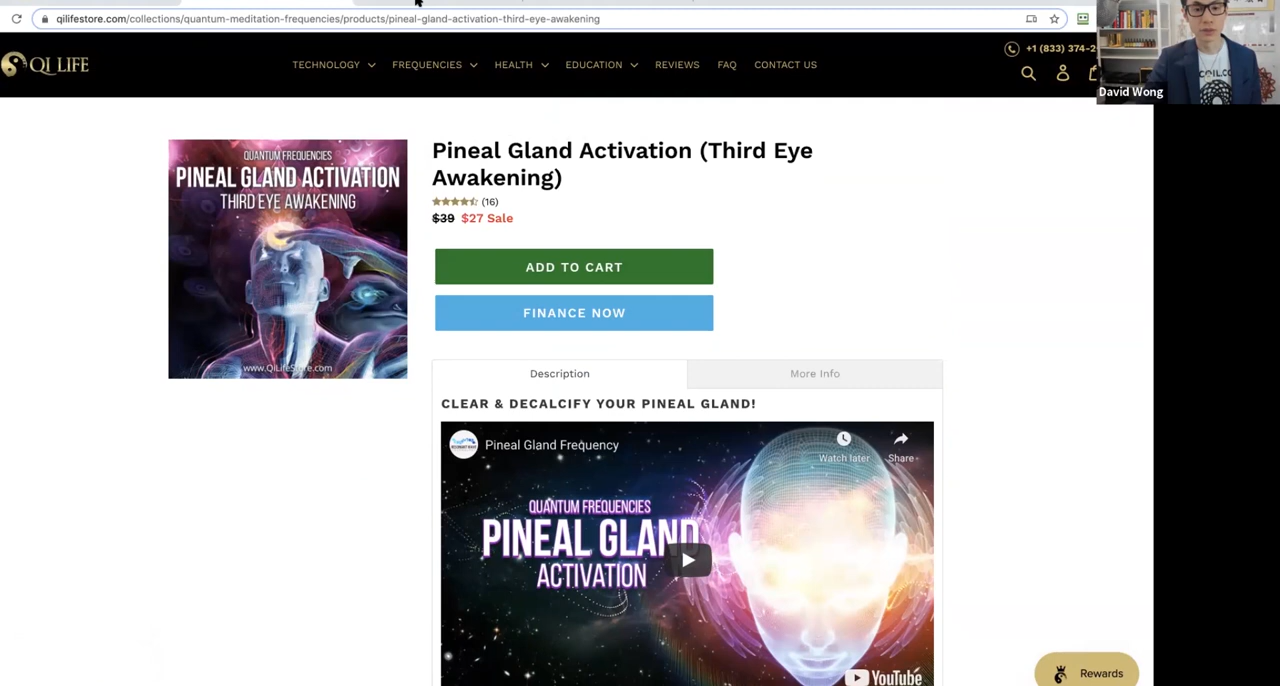 qilifestore.com/collections/quantum-meditation-frequencies/products/pineal-gland-activation-third-eye-awakening
QI LIFE
TECHNOLOGY
FREQUENCIES
HEALTH
EDUCATION
REVIEWS
FAQ
CONTACT US
+1 (833) 374-2
David Wong
QUANTUM FREQUENCIES
PINEAL GLAND ACTIVATION
THIRD EYE AWAKENING
www.QiLifeStore.com
Pineal Gland Activation (Third Eye
Awakening)
(16)
$39 $27 Sale
ADD TO CART
FINANCE NOW
Description
More Info
CLEAR & DECALCIFY YOUR PINEAL GLAND!
Pineal Gland Frequency
Watch later
Share
QUANTUM FREQUENCIES
PINEAL GLAND
ACTIVATION
YouTube
Rewards